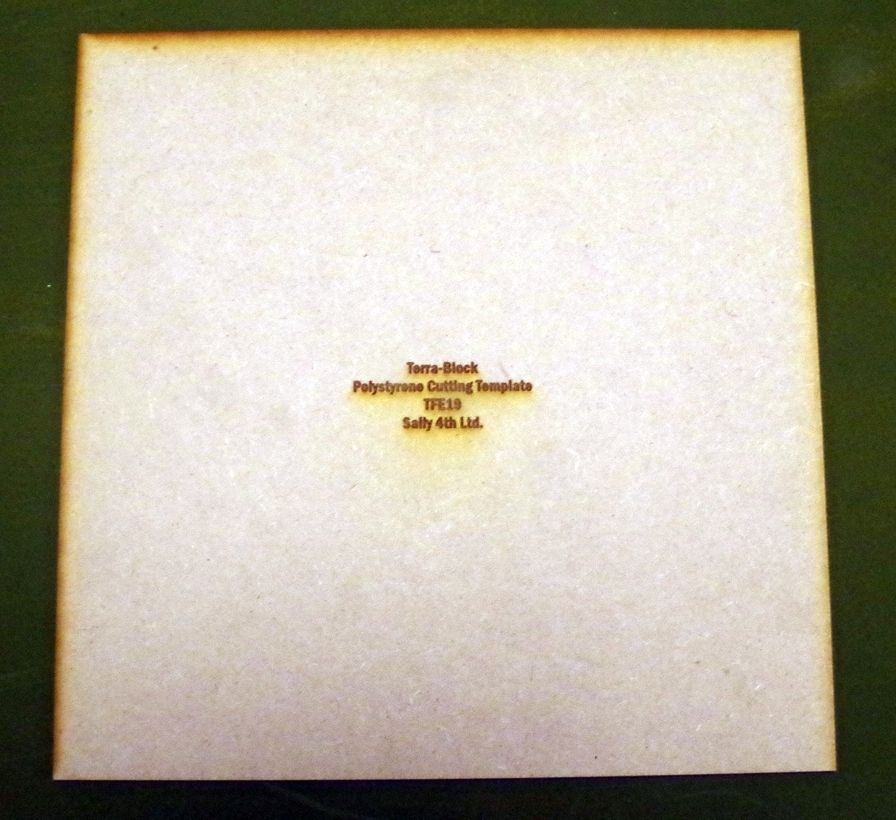 Terra-Block
Polystyrene Cutting Template
TFE19
Sally 4th Ltd.